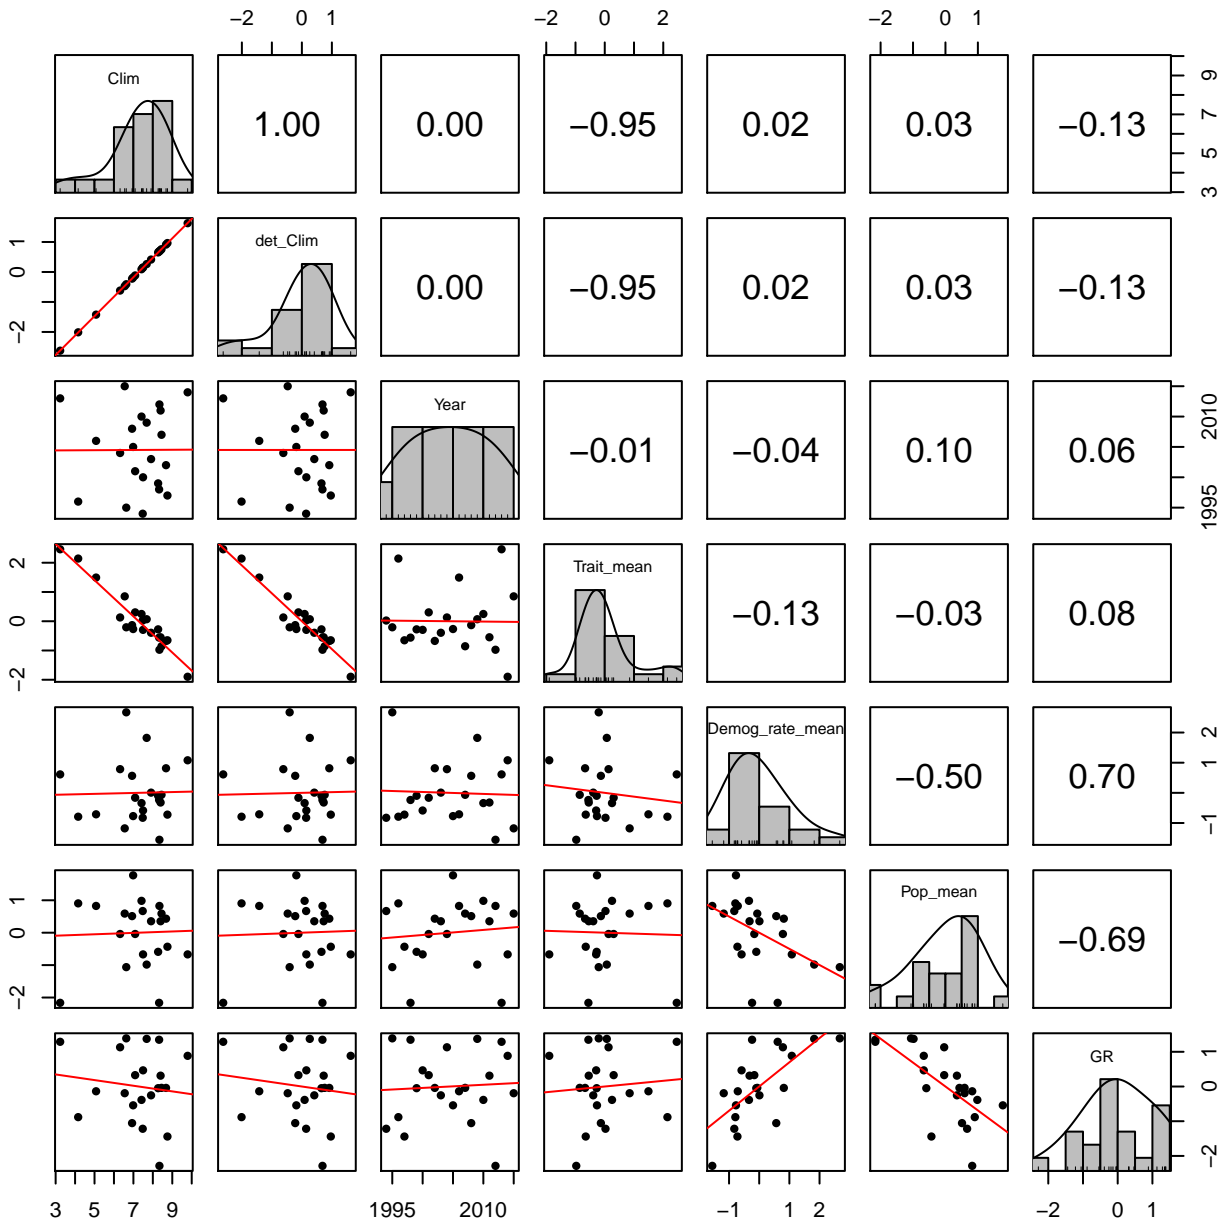 −2 0 1 −2 0 2 −2 0 1
Clim 1.00 0.00 −0.95 0.02 0.03 −0.13 3 5 7 9
−2 0 1 det_Clim 0.00 −0.95 0.02 0.03 −0.13
Year −0.01 −0.04 0.10 0.06 1995 2010
−2 0 2 Trait_mean −0.13 −0.03 0.08
Demog_rate_mean −0.50 0.70 −1 1 2
−2 0 1 Pop_mean −0.69
GR −2 0 1
3 5 7 9 1995 2010 −1 1 2 −2 0 1